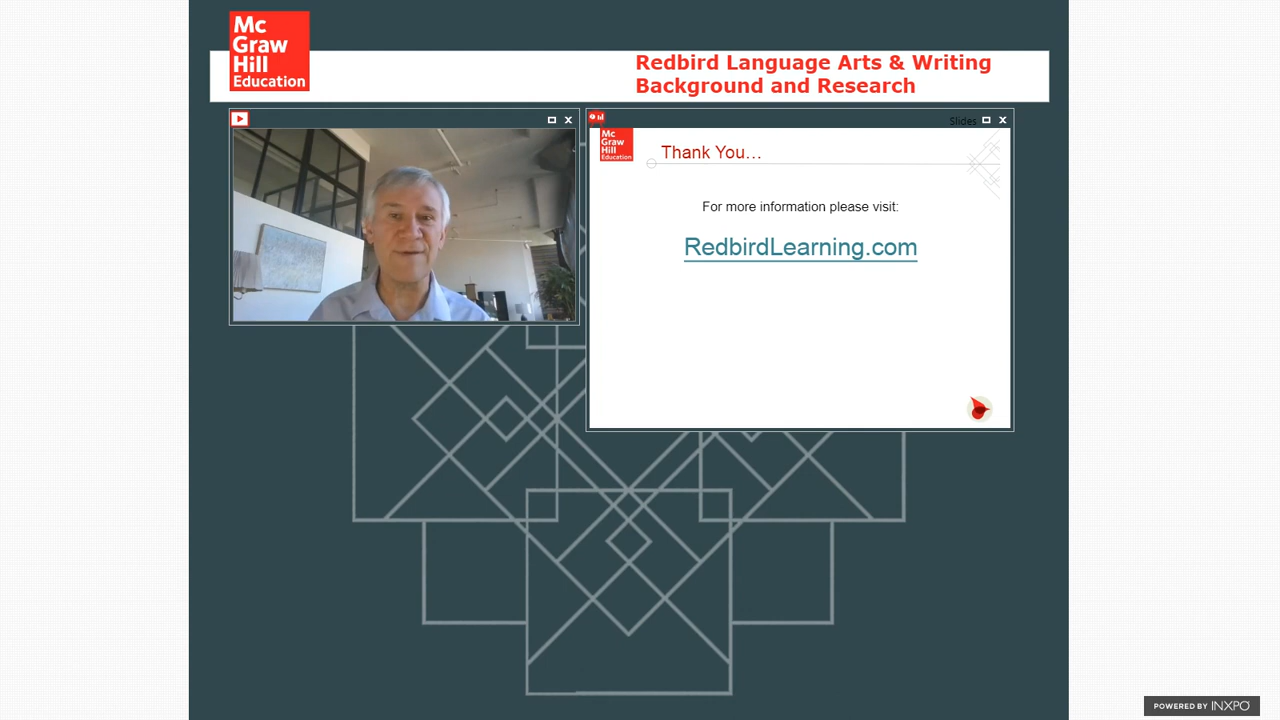 Mc
Graw
Hill
Education
Redbird Language Arts & Writing
Background and Research
Slides
Mc
Graw
Hill
Education
Thank You...
For more information please visit:
RedbirdLearning.com
POWERED BY INXPO